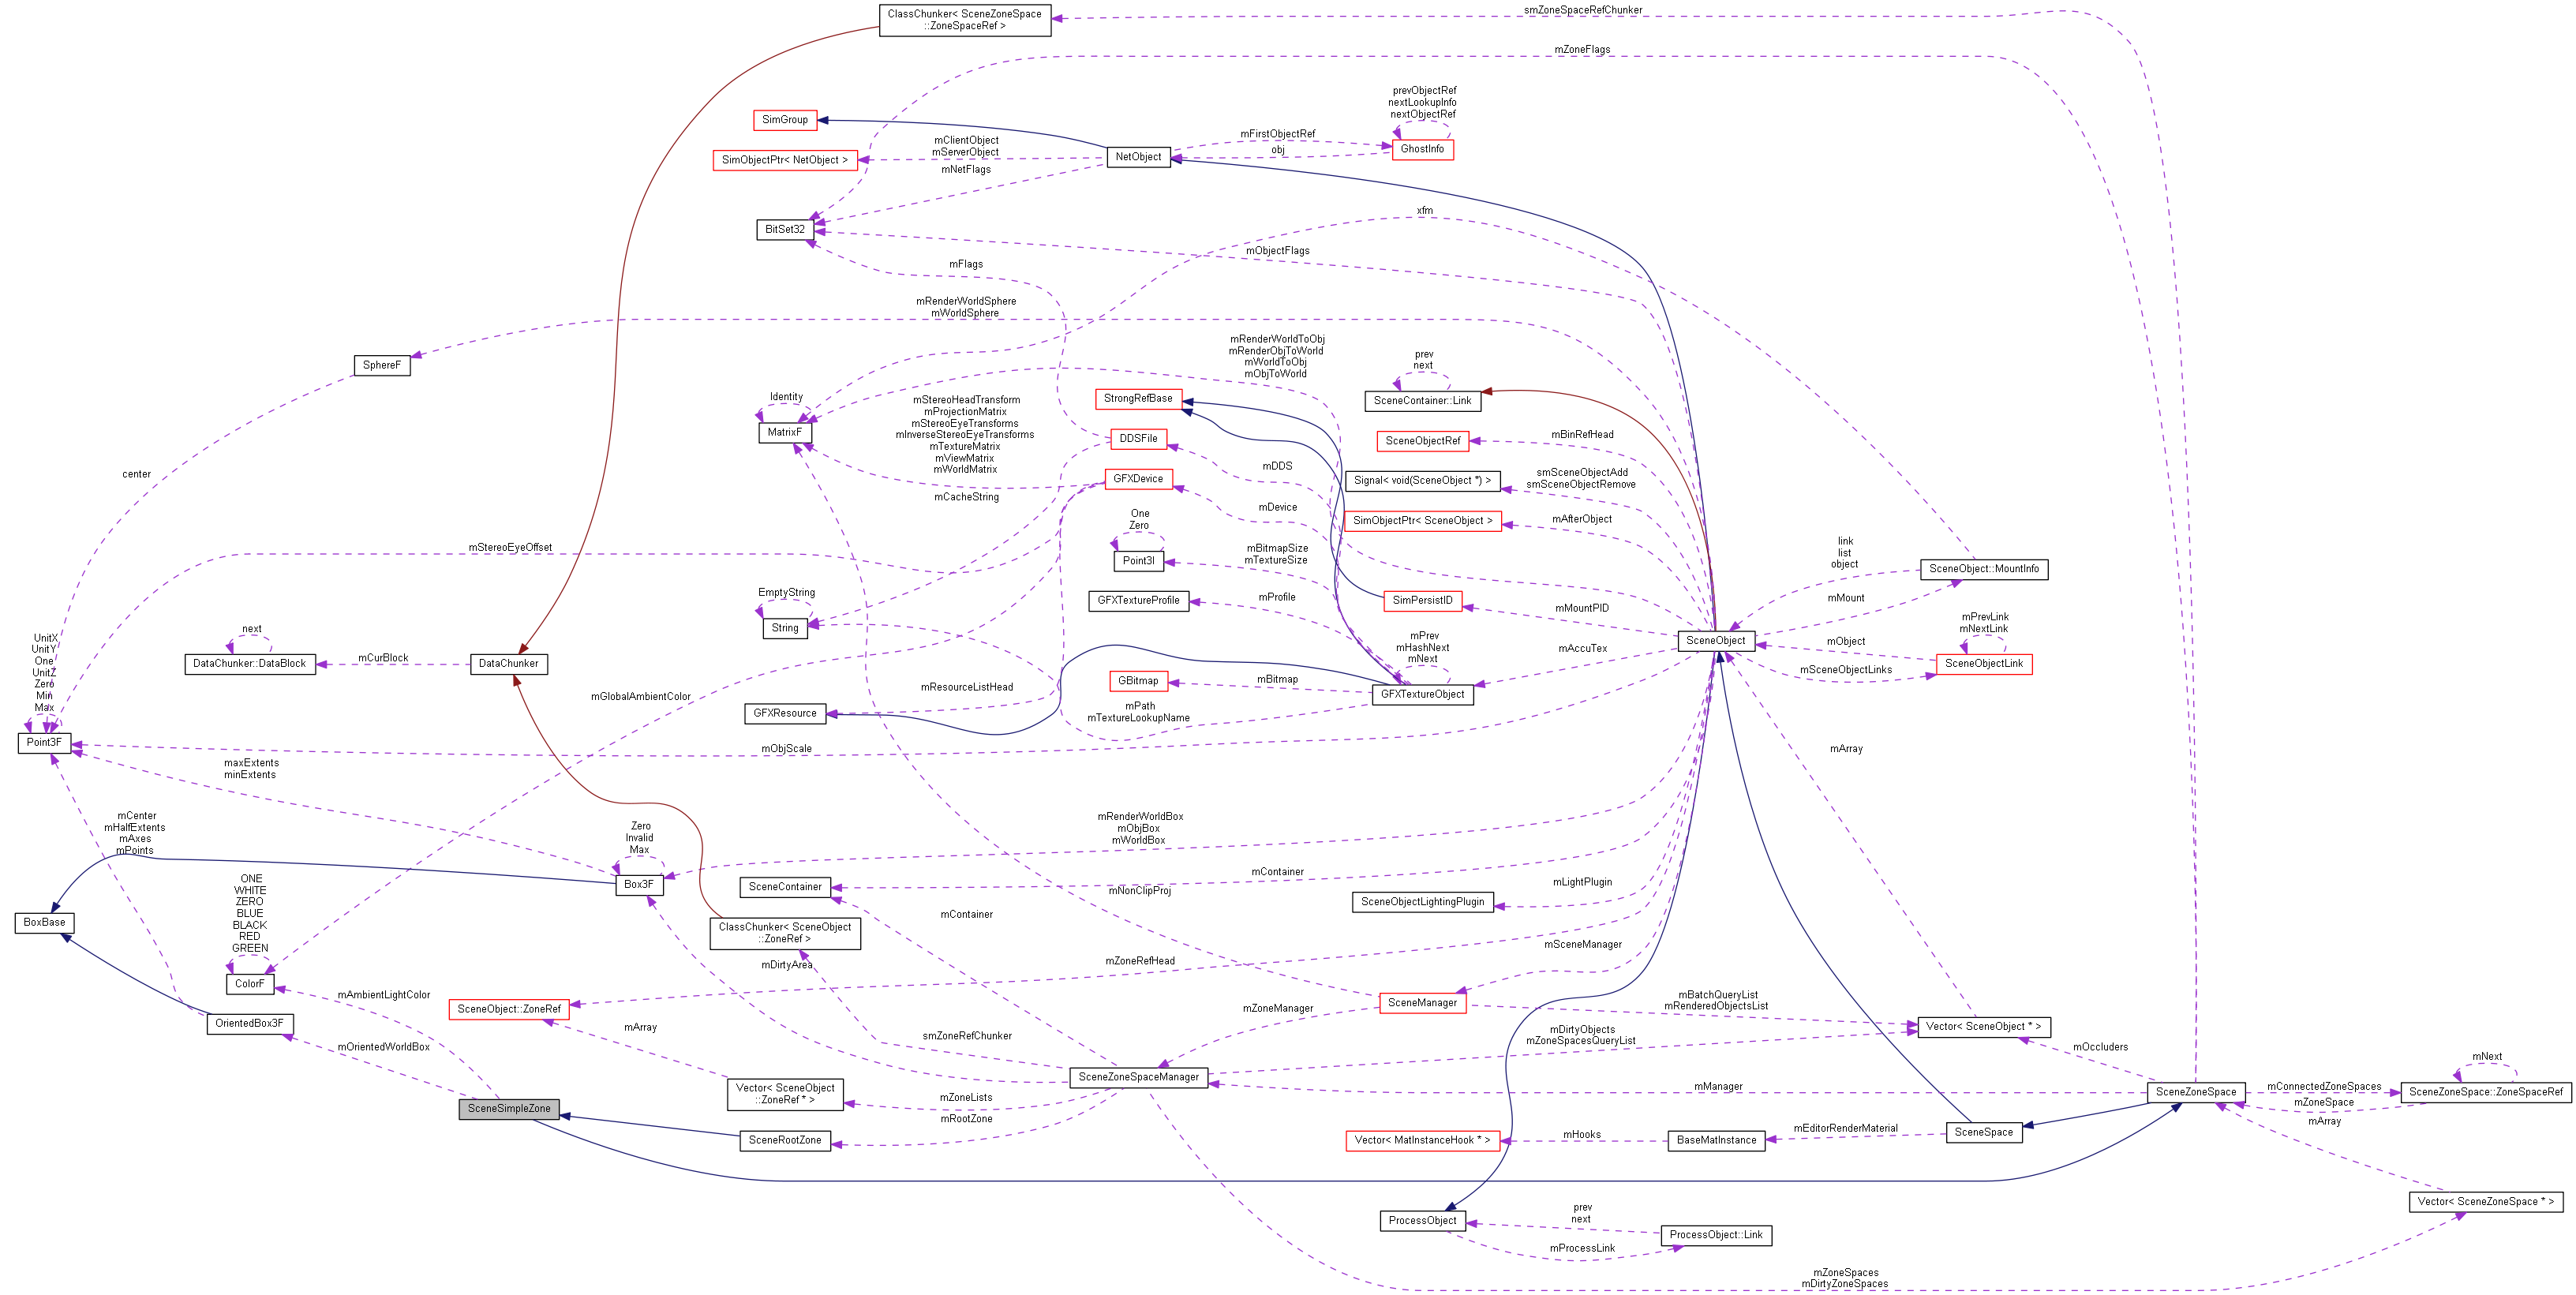 ClassChunker< SceneZoneSpace
::ZoneSpaceRef >
smZoneSpaceRefChunker
mZoneFlags
prevObjectRef
nextLookupInfo
nextObjectRef
SimGroup
mFirstObjectRef
mClientObject
mServerObject
SimObjectPtr< NetObject >
NetObject
obj
GhostInfo
mNetFlags
xfm
BitSet32
mObjectFlags
mFlags
mRenderWorldSphere
mWorldSphere
SphereF
mRenderWorldToObj
mRenderObjToWorld
mWorldToObj
mObjToWorld
prev
next
Identity
StrongRefBase
SceneContainer::Link
mStereoHeadTransform
mProjectionMatrix
mStereoEyeTransforms
mInverseStereoEyeTransforms
mTextureMatrix
mViewMatrix
mWorldMatrix
MatrixF
DDSFile
SceneObjectRef
mBinRefHead
center
mDDS
GFXDevice
Signal< void(SceneObject *) >
smSceneObjectAdd
smSceneObjectRemove
mCacheString
mDevice
One
Zero
SimObjectPtr< SceneObject >
mAfterObject
mStereoEyeOffset
mBitmapSize
mTextureSize
Point3I
link
list
object
SceneObject::MountInfo
EmptyString
String
GFXTextureProfile
mProfile
SimPersistID
mMountPID
mMount
next
UnitX
UnitY
One
UnitZ
Zero
Min
Max
Point3F
DataChunker::DataBlock
mCurBlock
DataChunker
mPrev
mHashNext
mNext
mAccuTex
SceneObject
mObject
mPrevLink
mNextLink
SceneObjectLink
mSceneObjectLinks
mGlobalAmbientColor
mResourceListHead
GBitmap
mBitmap
GFXTextureObject
GFXResource
mPath
mTextureLookupName
mObjScale
mArray
maxExtents
minExtents
mCenter
mHalfExtents
mAxes
mPoints
Zero
Invalid
Max
Box3F
mRenderWorldBox
mObjBox
mWorldBox
SceneContainer
mContainer
mNonClipProj
mLightPlugin
SceneObjectLightingPlugin
ONE
WHITE
ZERO
BLUE
BLACK
RED
GREEN
ColorF
BoxBase
mContainer
ClassChunker< SceneObject
::ZoneRef >
mSceneManager
mZoneRefHead
mDirtyArea
mAmbientLightColor
SceneObject::ZoneRef
SceneManager
mBatchQueryList
mRenderedObjectsList
mZoneManager
OrientedBox3F
mArray
smZoneRefChunker
mDirtyObjects
mZoneSpacesQueryList
Vector< SceneObject * >
mOrientedWorldBox
mOccluders
mNext
SceneZoneSpaceManager
mManager
SceneZoneSpace
mConnectedZoneSpaces
SceneZoneSpace::ZoneSpaceRef
mZoneSpace
Vector< SceneObject
::ZoneRef * >
mZoneLists
SceneSimpleZone
mRootZone
mArray
SceneRootZone
Vector< MatInstanceHook * >
mHooks
BaseMatInstance
mEditorRenderMaterial
SceneSpace
Vector< SceneZoneSpace * >
ProcessObject
prev
next
ProcessObject::Link
mProcessLink
mZoneSpaces
mDirtyZoneSpaces